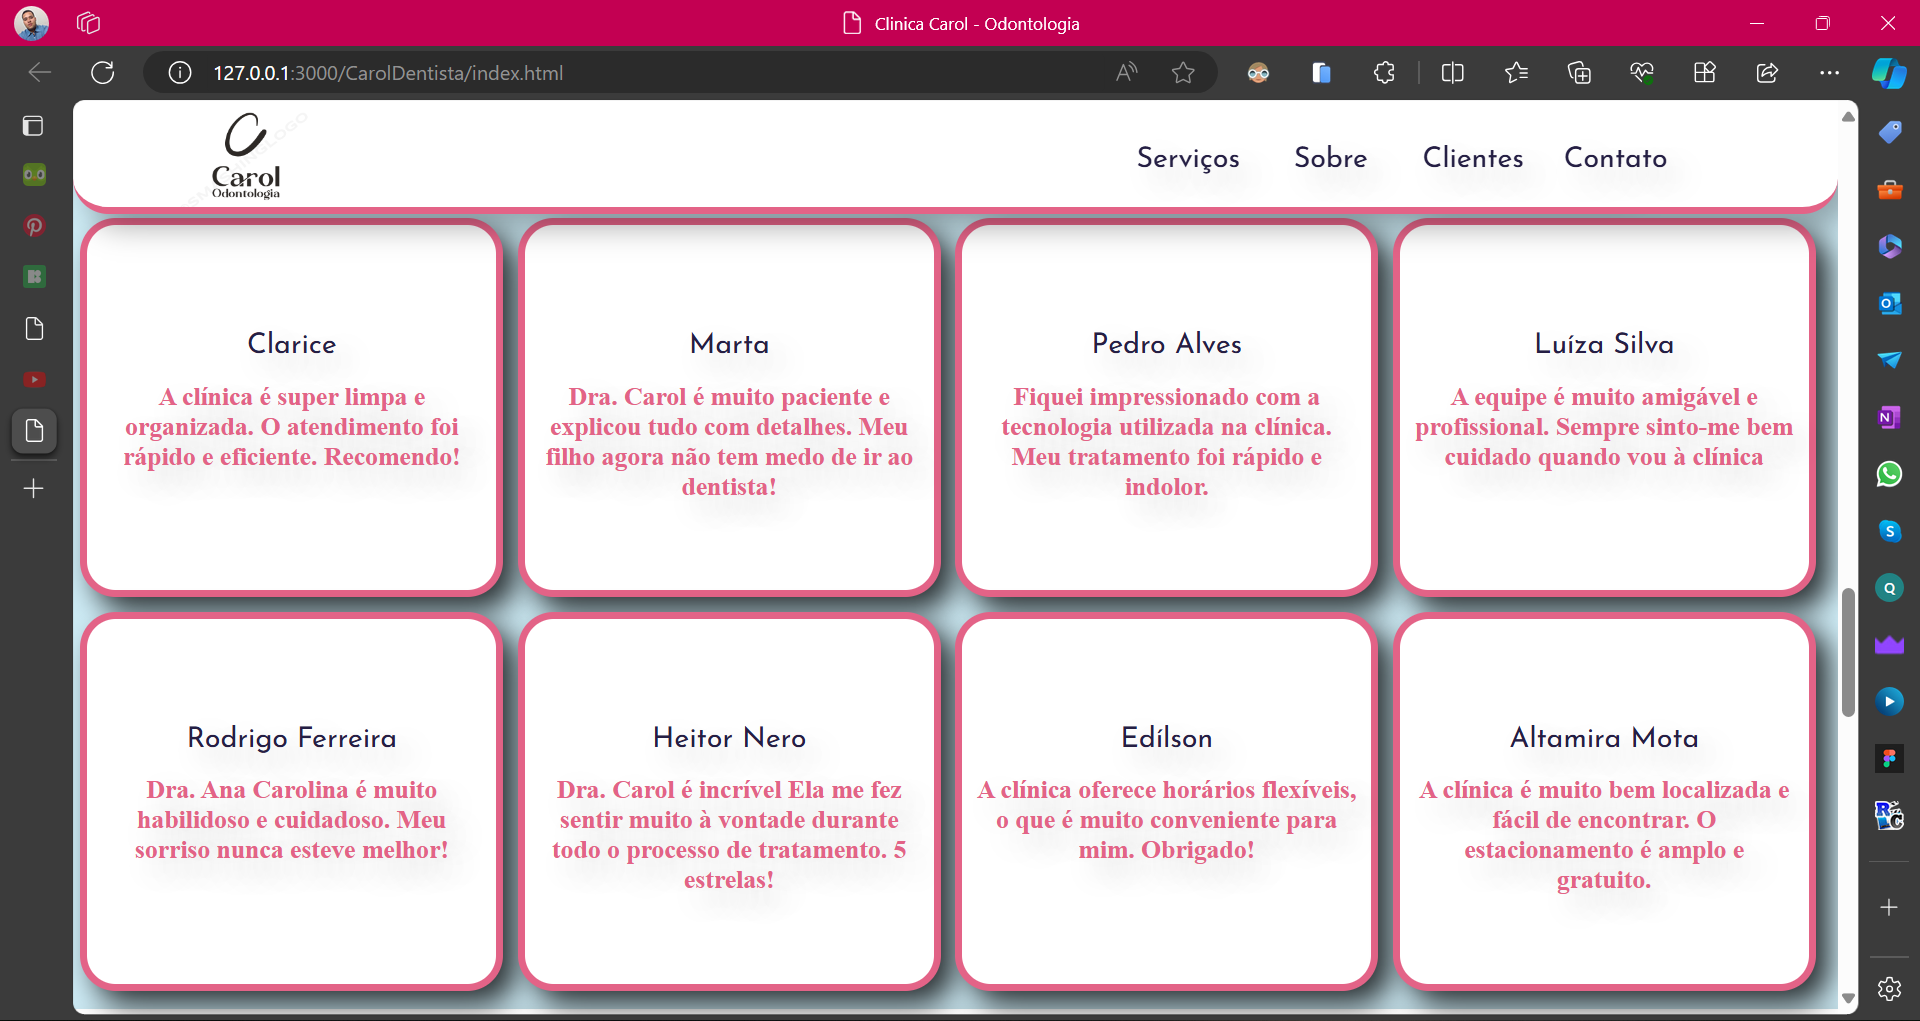 Clinica Carol - Odontologia
127.0.0.1:3000/CarolDentista/index.html
Carol
Odontologia
Serviços Sobre Clientes Contato
Clarice
A clínica é super limpa e
organizada. O atendimento foi
rápido e eficiente. Recomendo!
Marta
Dra. Carol é muito paciente e
explicou tudo com detalhes. Meu
filho agora não tem medo de ir ao
dentista!
Pedro Alves
Fiquei impressionado com a
tecnologia utilizada na clínica.
Meu tratamento foi rápido e
indolor.
Luíza Silva
A equipe é muito amigável e
profissional. Sempre sinto-me bem
cuidado quando vou à clínica
Rodrigo Ferreira
Dra. Ana Carolina é muito
habilidoso e cuidadoso. Meu
sorriso nunca esteve melhor!
Heitor Nero
Dra. Carol é incrível Ela me fez
sentir muito à vontade durante
todo o processo de tratamento. 5
estrelas!
Edílson
A clínica oferece horários flexíveis,
o que é muito conveniente para
mim. Obrigado!
Altamira Mota
A clínica é muito bem localizada e
fácil de encontrar. O
estacionamento é amplo e
gratuito.